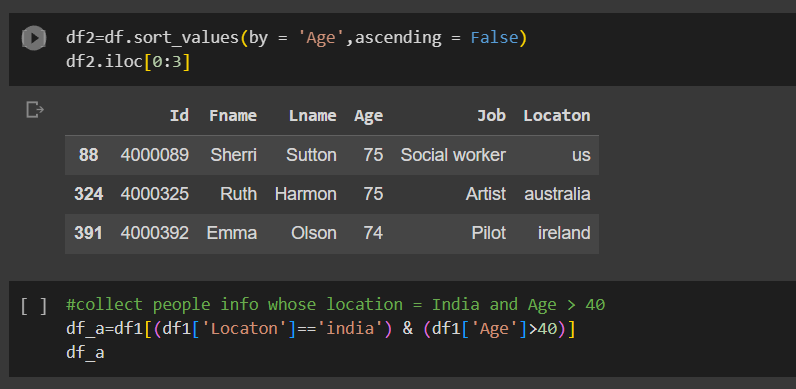 df2=df.sort_values(by = 'Age',ascending = False)
df2.iloc[0:3]
Id Fname Lname Age Job Locaton
88 4000089 Sherri Sutton 75 Social worker us
324 4000325 Ruth Harmon 75 Artist australia
391 4000392 Emma Olson 74 Pilot ireland
[ ] #collect people info whose location = India and Age > 40
df_a=df1[(df1['Locaton']=='india') & (df1['Age']>40)]
df_a